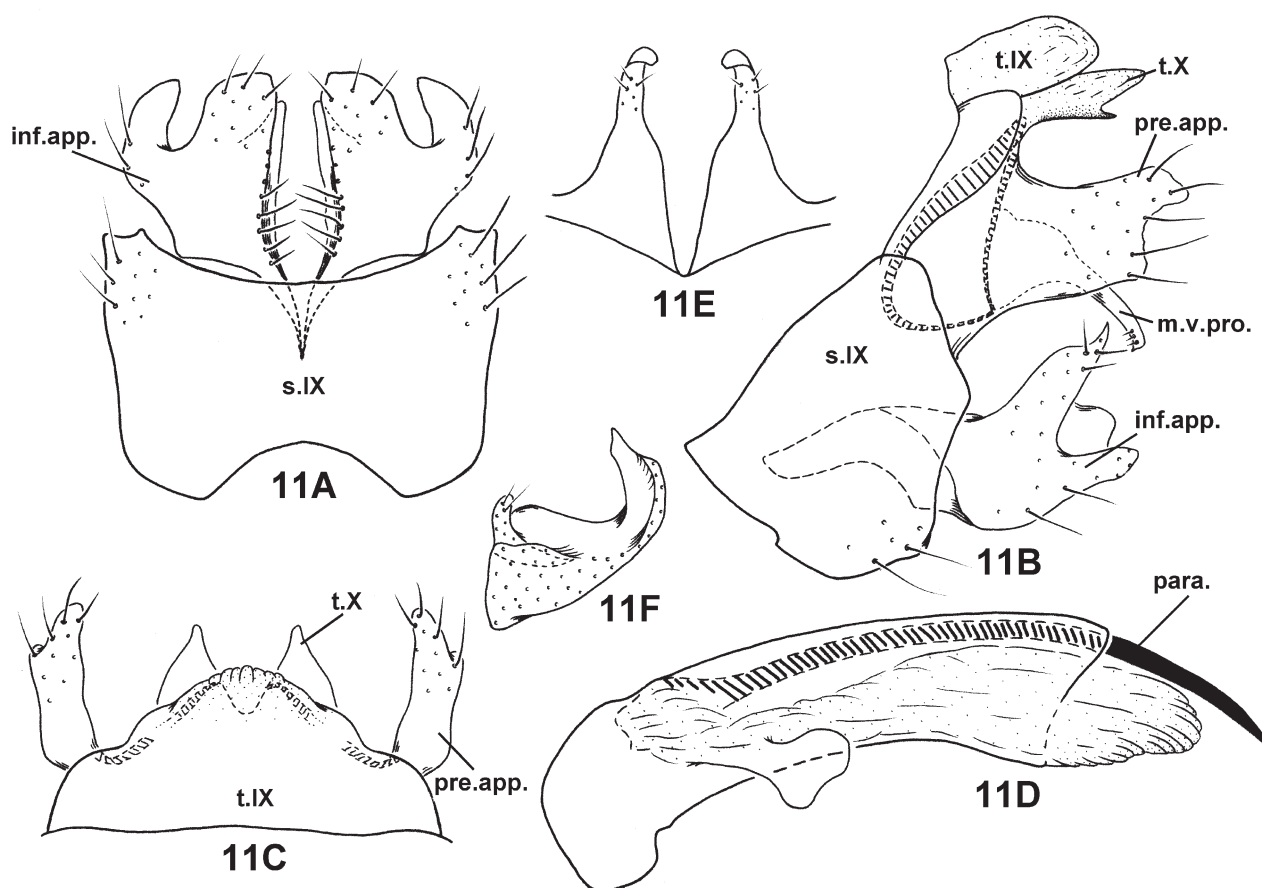 inf.app.
s.IX
11A
11E
t.IX
t.X
pre.app.
m.v.pro.
s.IX
inf.app.
11B
11F
t.X
pre.app.
t.IX
11C
para.
11D